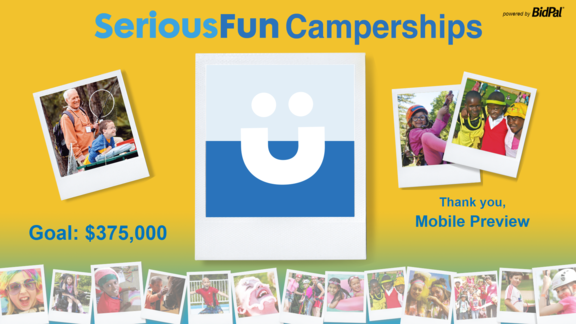 SeriousFun Camperships
powered by BidPal
Goal: $375,000
Thank you,
Mobile Preview